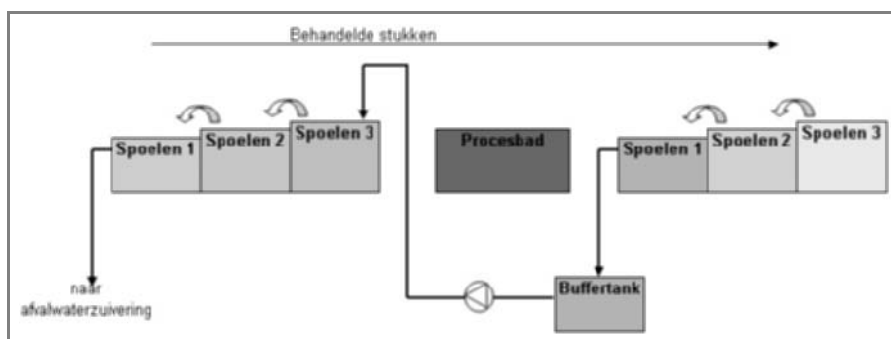 Behandelde stukken
Spoelen 1
Spoelen 2
Spoelen 3
Procesbad
Spoelen 1
Spoelen 2
Spoelen 3
Buffertank
naar
afvalwaterzuivering